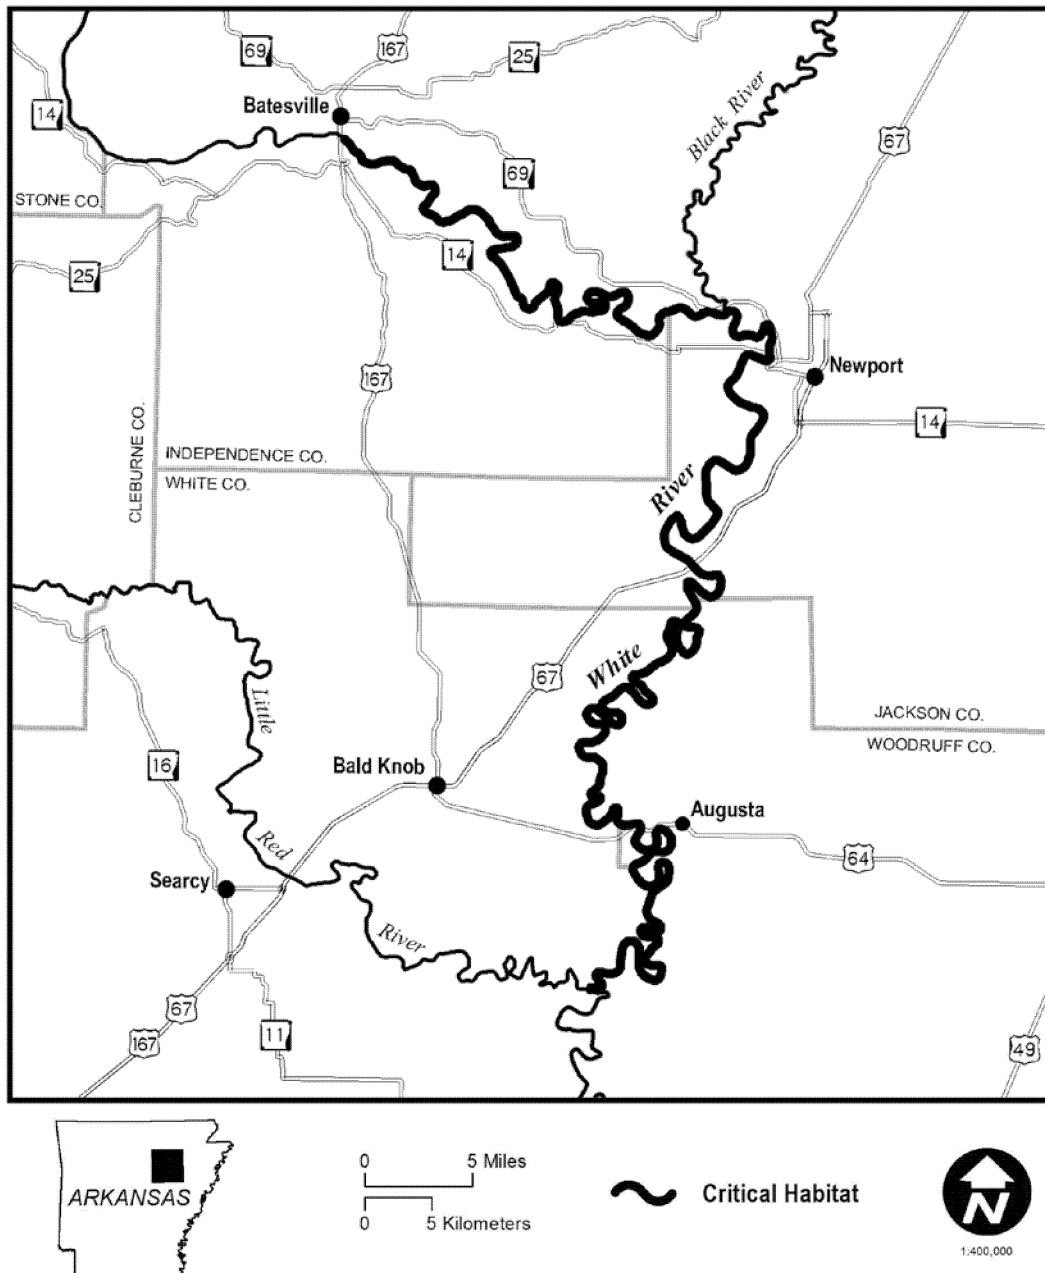 69
167
25
Batesville
14
Black River
67
69
STONE CO.
14
25
167
Newport
14
CLEBURNE CO.
INDEPENDENCE CO.
WHITE CO.
River
White
67
Little
JACKSON CO.
WOODRUFF CO.
16
Bald Knob
Augusta
Red
64
Searcy
River
67
167
11
49
ARKANSAS
0 5 Miles
0 5 Kilometers
Critical Habitat
N
1:400,000